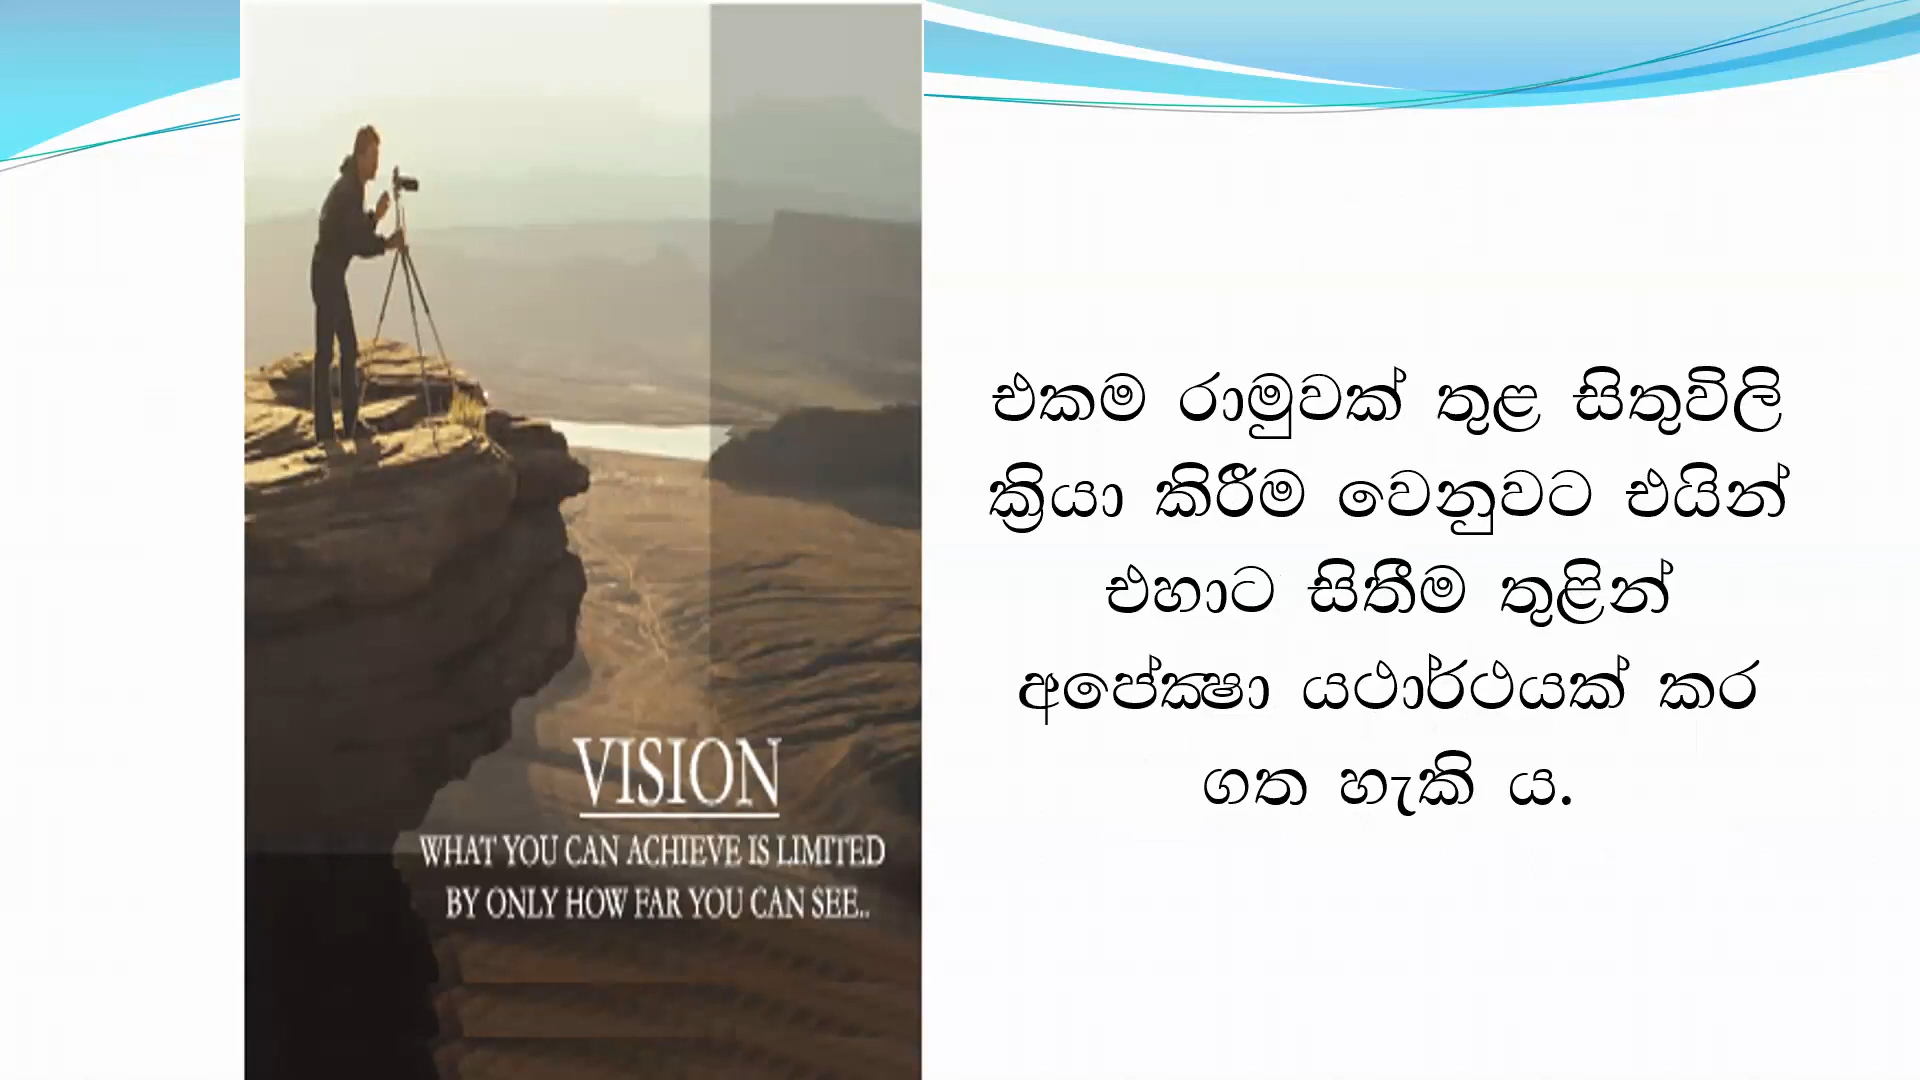 VISION
WHAT YOU CAN ACHIEVE IS LIMITED
BY ONLY HOW FAR YOU CAN SEE..
එකම රාමුවක් තුළ සිතුවිලි
ක්‍රියා කිරීම වෙනුවට එයින්
එහාට සිතීම තුළින්
අපේක්‍ෂා යථාර්ථයක් කර
ගත හැකි ය.